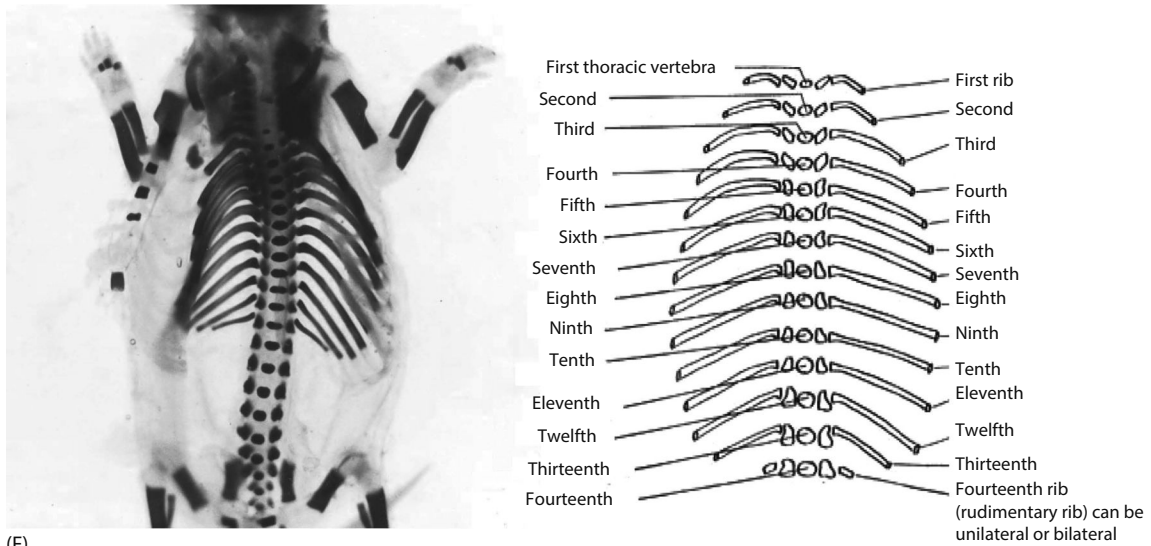 First thoracic vertebra
Second
Third
Fourth
Fifth
Sixth
Seventh
Eighth
Ninth
Tenth
Eleventh
Twelfth
Thirteenth
Fourteenth
First rib
Second
Third
Fourth
Fifth
Sixth
Seventh
Eighth
Ninth
Tenth
Eleventh
Twelfth
Thirteenth
Fourteenth rib
(rudimentary rib) can be
unilateral or bilateral